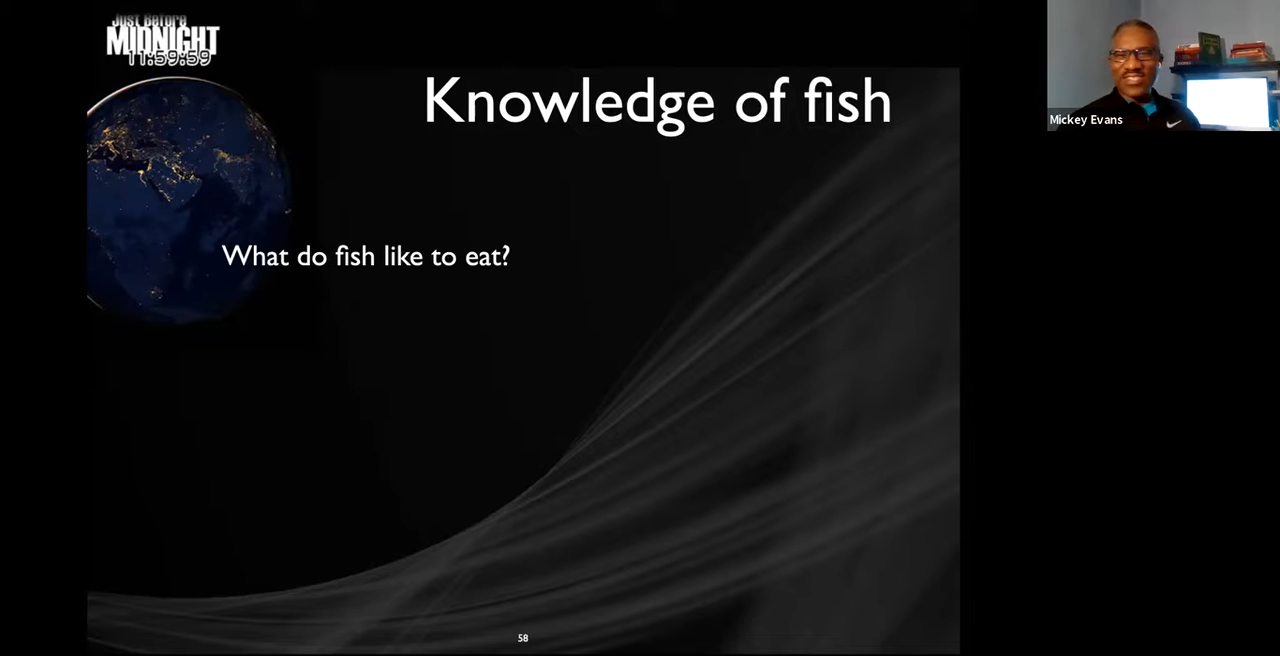 Just Before
MIDNIGHT
11:59:59
Knowledge of fish
Mickey Evans
What do fish like to eat?
58